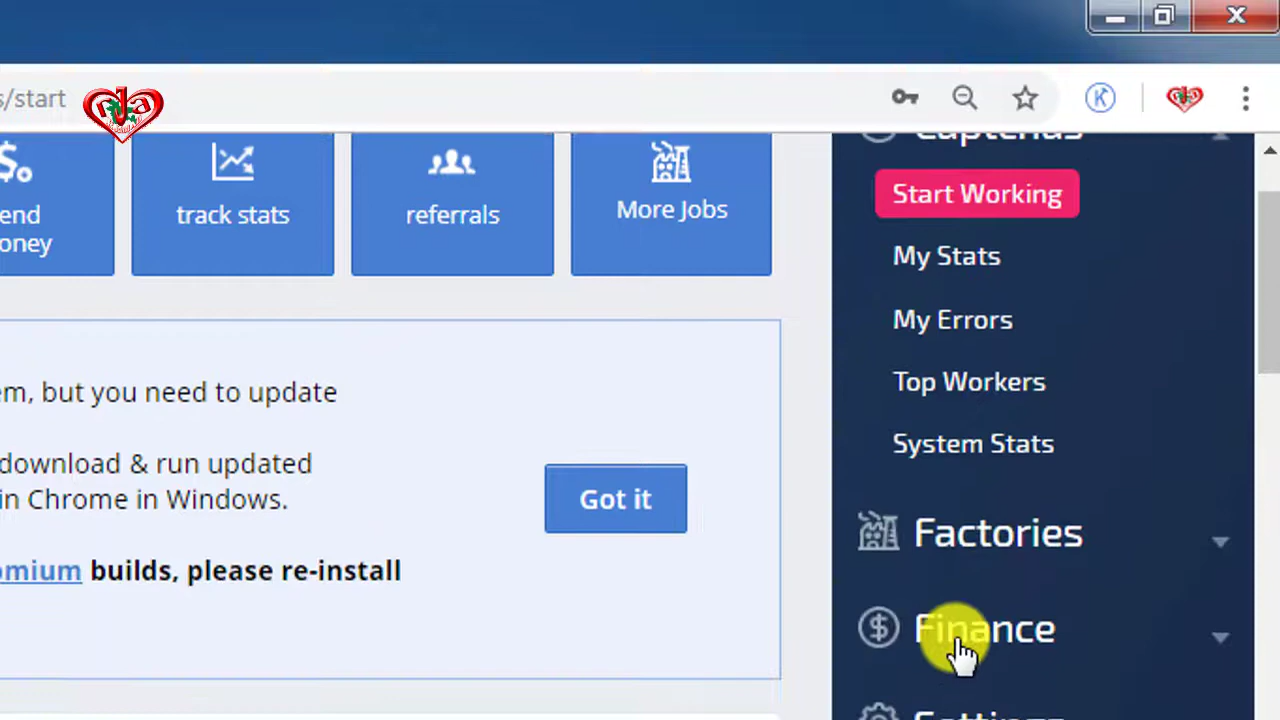 s/start
end
oney
track stats
referrals
More Jobs
em, but you need to update
download & run updated
in Chrome in Windows.
omium builds, please re-install
Got it
Start Working
My Stats
My Errors
Top Workers
System Stats
Factories
Finance
Settings